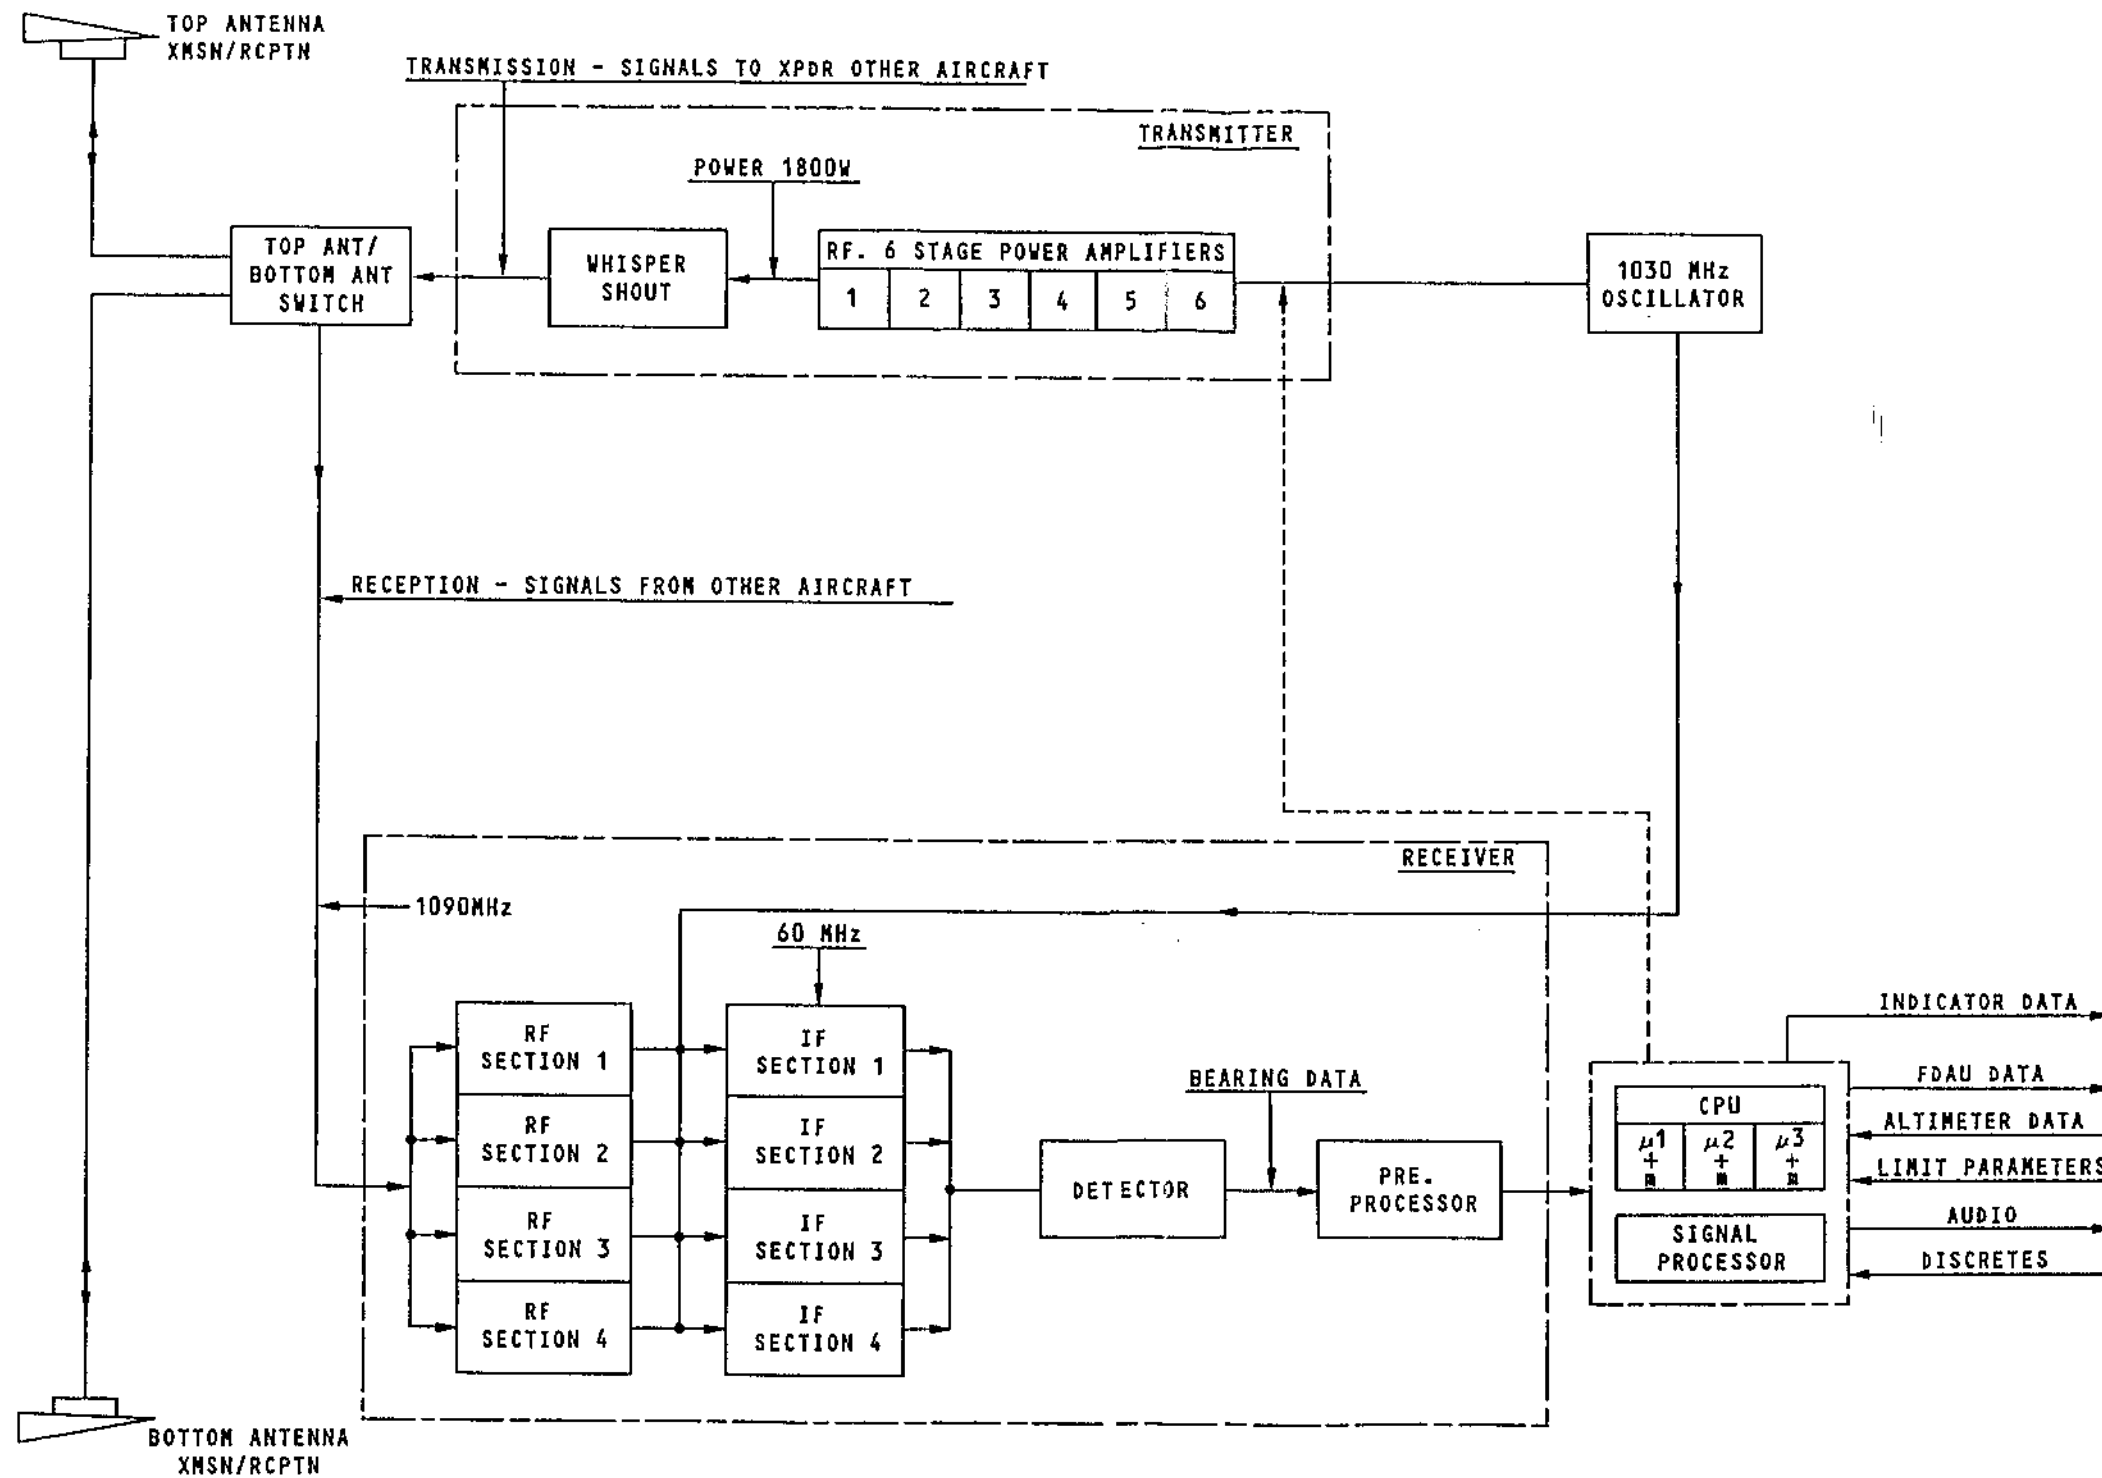 TOP ANTENNA
XMSN/RCPTN
TRANSMISSION - SIGNALS TO XPDR OTHER AIRCRAFT
TRANSMITTER
POWER 1800W
TOP ANT/
BOTTOM ANT
SWITCH
WHISPER
SHOUT
RF. 6 STAGE POWER AMPLIFIERS
1 2 3 4 5 6
1030 MHz
OSCILLATOR
RECEPTION - SIGNALS FROM OTHER AIRCRAFT
RECEIVER
1090MHz
60 MHz
RF
SECTION 1
RF
SECTION 2
RF
SECTION 3
RF
SECTION 4
IF
SECTION 1
IF
SECTION 2
IF
SECTION 3
IF
SECTION 4
DETECTOR
BEARING DATA
PRE.
PROCESSOR
CPU
μ1 μ2 μ3
+ + +
m m m
SIGNAL
PROCESSOR
INDICATOR DATA
FDAU DATA
ALTIMETER DATA
LIMIT PARAMETERS
AUDIO
DISCRETES
BOTTOM ANTENNA
XMSN/RCPTN